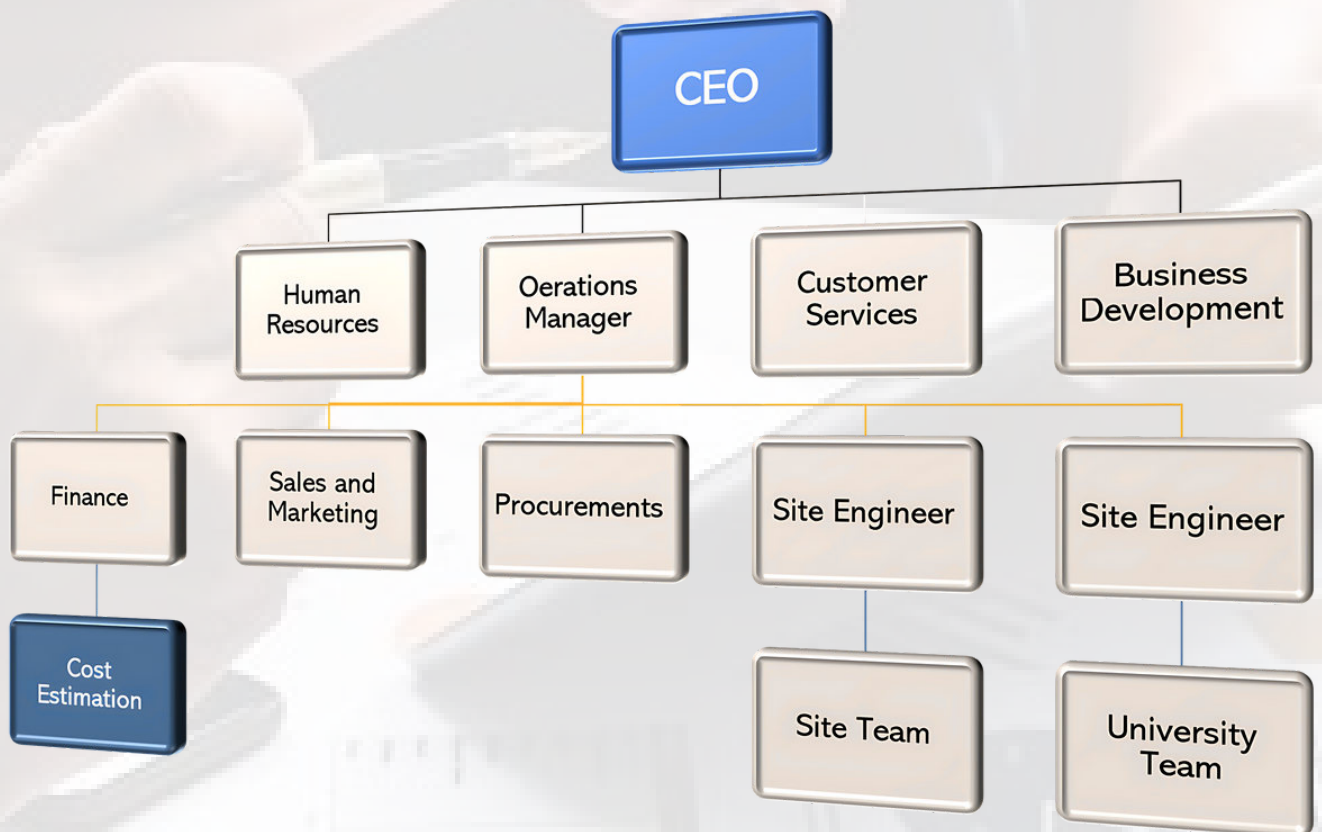 CEO
Human
Resources
Oerations
Manager
Customer
Services
Business
Development
Finance
Sales and
Marketing
Procurements
Site Engineer
Site Engineer
Cost
Estimation
Site Team
University
Team